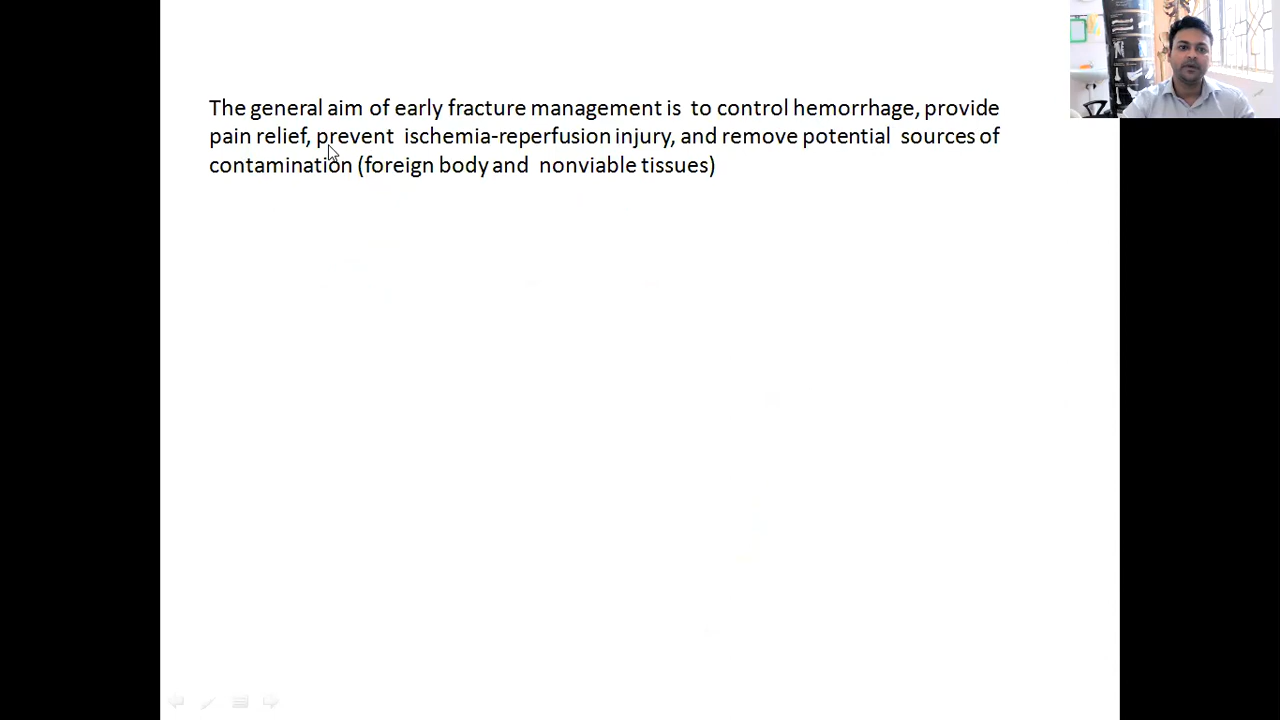 The general aim of early fracture management is to control hemorrhage, provide
pain relief, prevent ischemia-reperfusion injury, and remove potential sources of
contamination (foreign body and nonviable tissues)